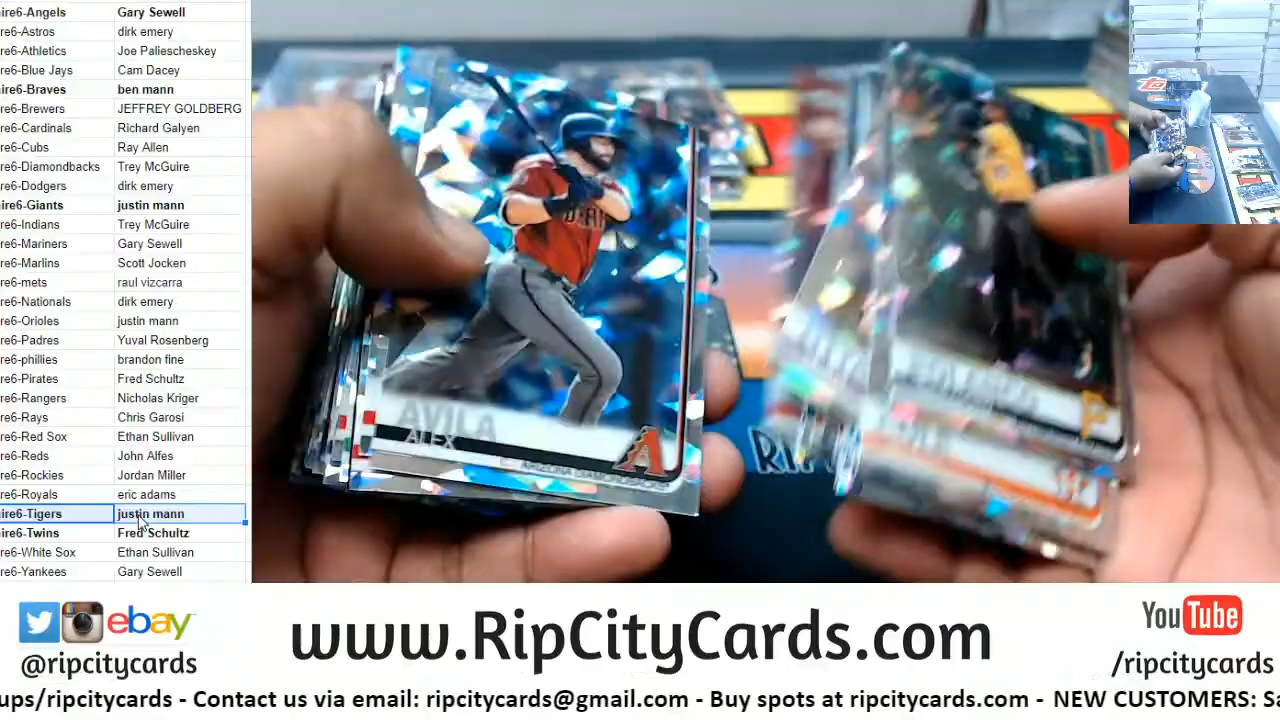 ire6-Angels Gary Sewell
re6-Astros dirk emery
re6-Athletics Joe Paliescheskey
re6-Blue Jays Cam Dacey
ire6-Braves ben mann
re6-Brewers JEFFREY GOLDBERG
re6-Cardinals Richard Galyen
re6-Cubs Ray Allen
re6-Diamondbacks Trey McGuire
re6-Dodgers dirk emery
ire6-Giants justin mann
re6-Indians Trey McGuire
re6-Mariners Gary Sewell
re6-Marlins Scott Jocken
re6-mets raul vizcarra
re6-Nationals dirk emery
re6-Orioles justin mann
re6-Padres Yuval Rosenberg
re6-phillies brandon fine
re6-Pirates Fred Schultz
re6-Rangers Nicholas Kriger
re6-Rays Chris Garosi
re6-Red Sox Ethan Sullivan
re6-Reds John Alfes
re6-Rockies Jordan Miller
re6-Royals eric adams
ire6-Tigers justin mann
ire6-Twins Fred Schultz
re6-White Sox Ethan Sullivan
re6-Yankees Gary Sewell
AVILA
ALEX
A
P
ebay
@ripcitycards
www.RipCityCards.com
YouTube
/ripcitycards
ups/ripcitycards - Contact us via email: ripcitycards@gmail.com - Buy spots at ripcitycards.com - NEW CUSTOMERS: Sa